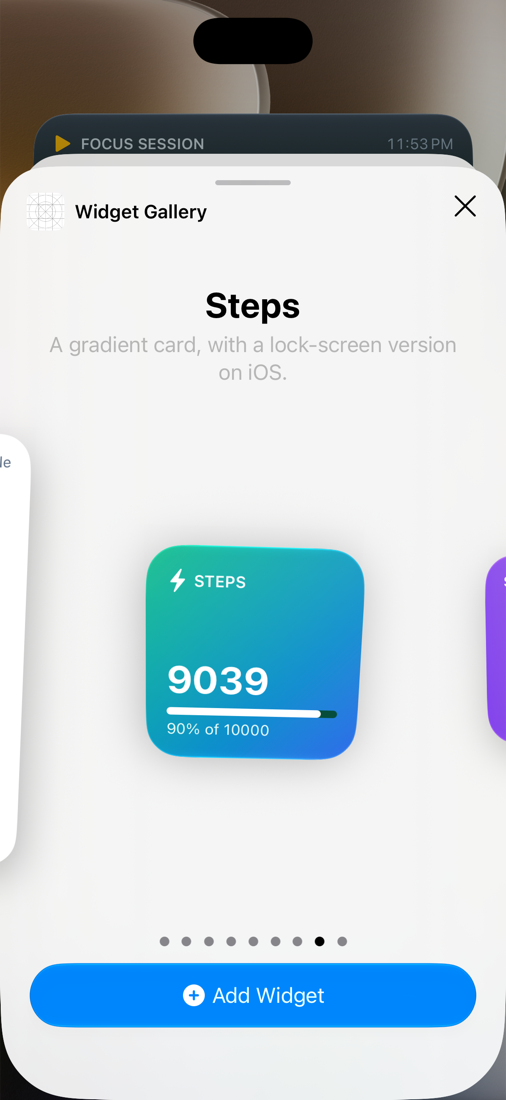 FOCUS SESSION 11:53 PM
Widget Gallery
Steps
A gradient card, with a lock-screen version
on iOS.
STEPS
9039
90% of 10000
Add Widget